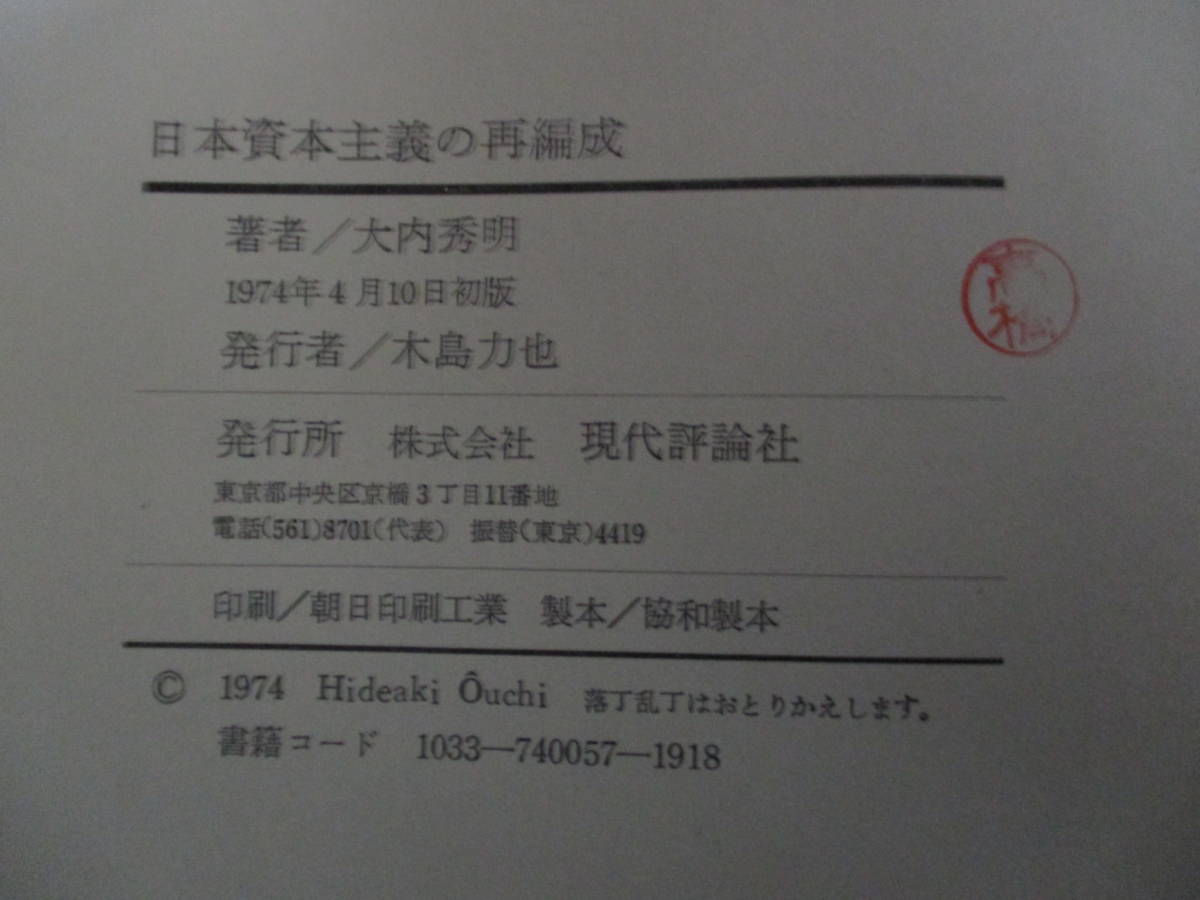 日本資本主義の再編成
著者／大内秀明
1974年4月10日初版
発行者／木島力也
発行所　株式会社　現代評論社
東京都中央区京橋3丁目11番地
電話(561)8701(代表)　振替(東京)4419
印刷／朝日印刷工業　製本／協和製本
© 1974 Hideaki Ôuchi 落丁乱丁はおとりかえします。
書籍コード　1033—740057—1918